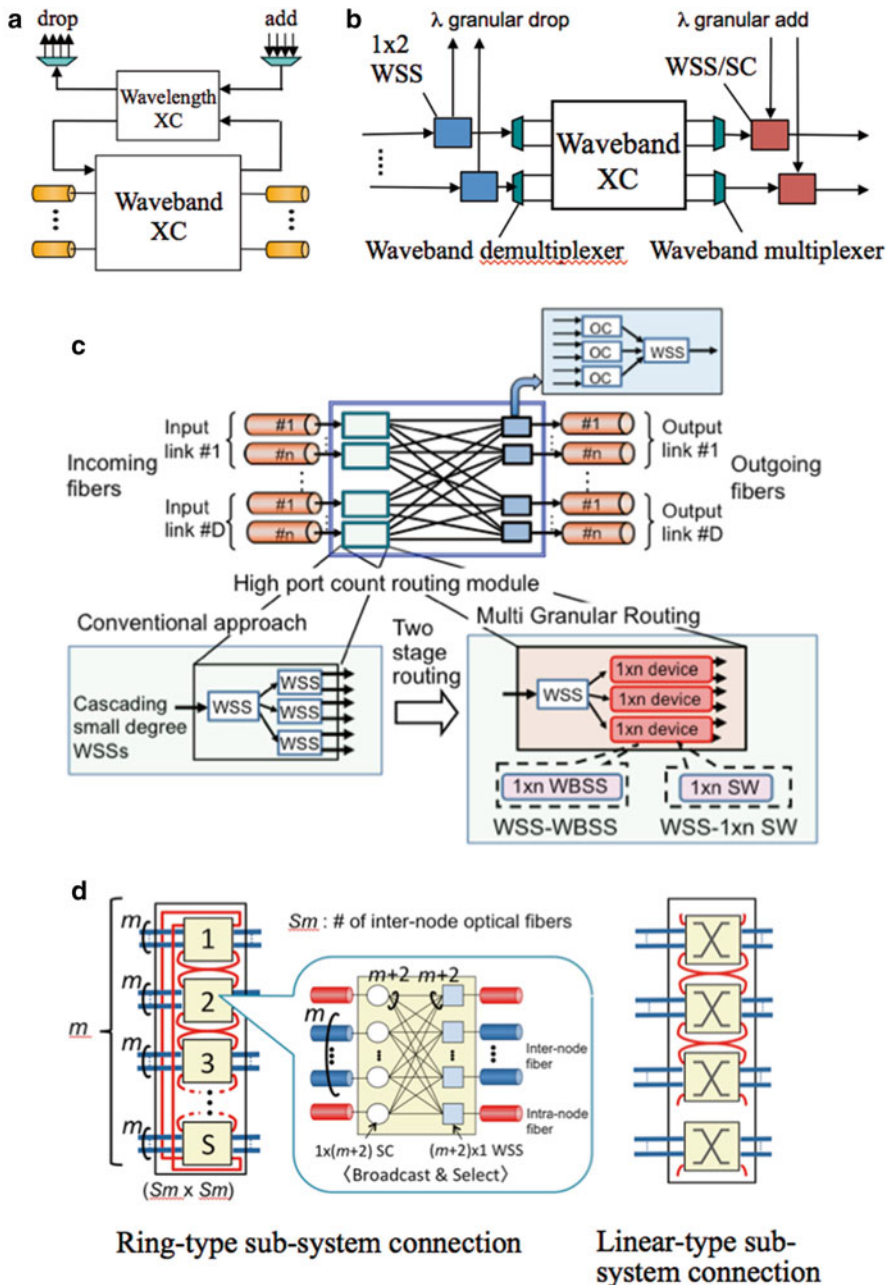 a
drop
add
Wavelength
XC
Waveband
XC
b
λ granular drop
λ granular add
1x2
WSS
WSS/SC
Waveband
XC
Waveband demultiplexer
Waveband multiplexer
c
OC
OC
OC
WSS
Incoming
fibers
Input
link #1
Input
link #D
#1
#n
#1
#n
#1
#n
#1
#n
Output
link #1
Output
link #D
Outgoing
fibers
High port count routing module
Conventional approach
Cascading
small degree
WSSs
WSS
WSS
WSS
WSS
Two
stage
routing
Multi Granular Routing
WSS
1xn device
1xn device
1xn device
1xn WBSS
1xn SW
WSS-WBSS
WSS-1xn SW
d
m
m
m
m
m
1
2
3
S
(Sm x Sm)
Sm : # of inter-node optical fibers
m+2
m+2
m
Inter-node
fiber
Intra-node
fiber
1x(m+2) SC
(m+2)x1 WSS
〈Broadcast & Select〉
Ring-type sub-system connection
Linear-type sub-
system connection